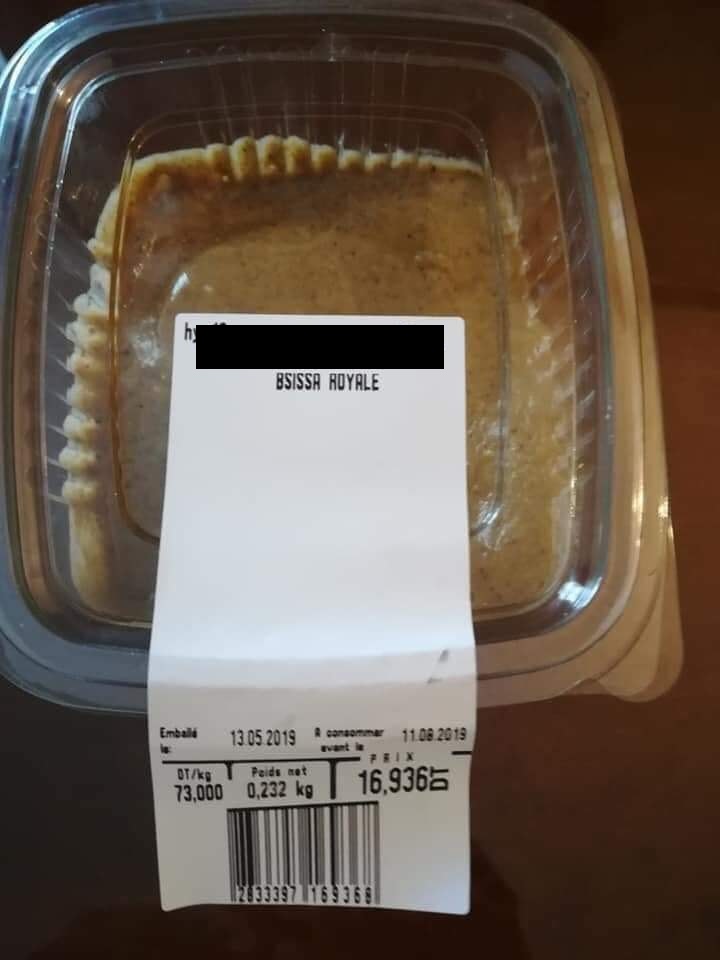 BSISSA ROYALE
Emballé le: 13.05.2019 A consommer avant le 11.08.2019
DT/kg Poids net PRIX
73,000 0,232 kg 16,936DT
2833397 169368